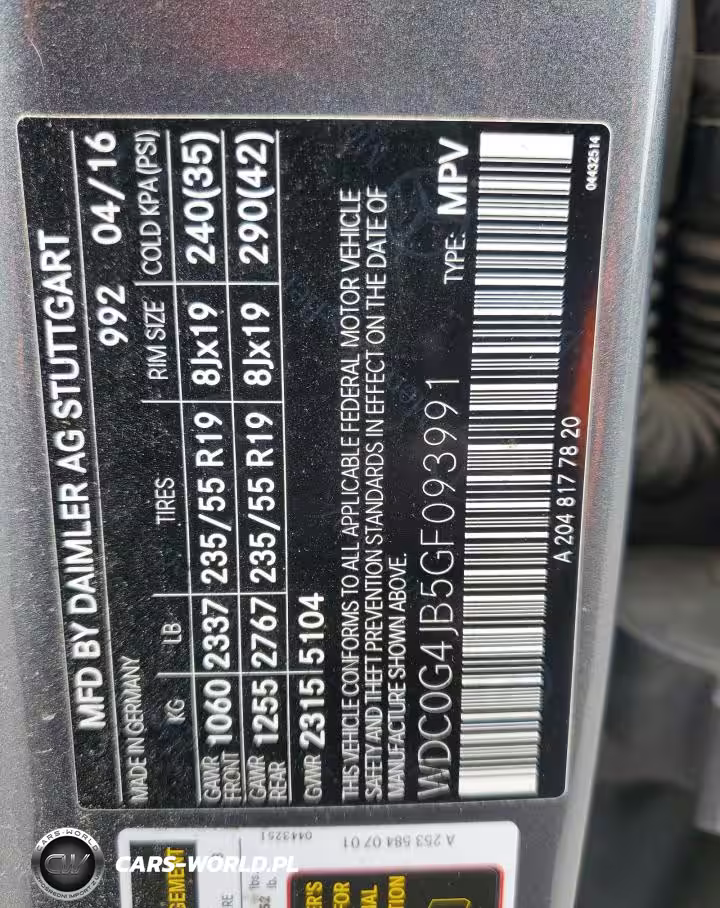 MFD BY DAIMLER AG STUTTGART
MADE IN GERMANY 992 04/16
KG LB TIRES RIM SIZE COLD KPA(PSI)
GAWR FRONT 1060 2337 235/55 R19 8Jx19 240(35)
GAWR REAR 1255 2767 235/55 R19 8Jx19 290(42)
GVWR 2315 5104
THIS VEHICLE CONFORMS TO ALL APPLICABLE FEDERAL MOTOR VEHICLE
SAFETY AND THEFT PREVENTION STANDARDS IN EFFECT ON THE DATE OF
MANUFACTURE SHOWN ABOVE.
WDC0G4JB5GF093991 TYPE: MPV
A 204 817 78 20
04432514
A 253 584 07 01
0443251
CARS-WORLD
CW
CARS-WORLD.PL